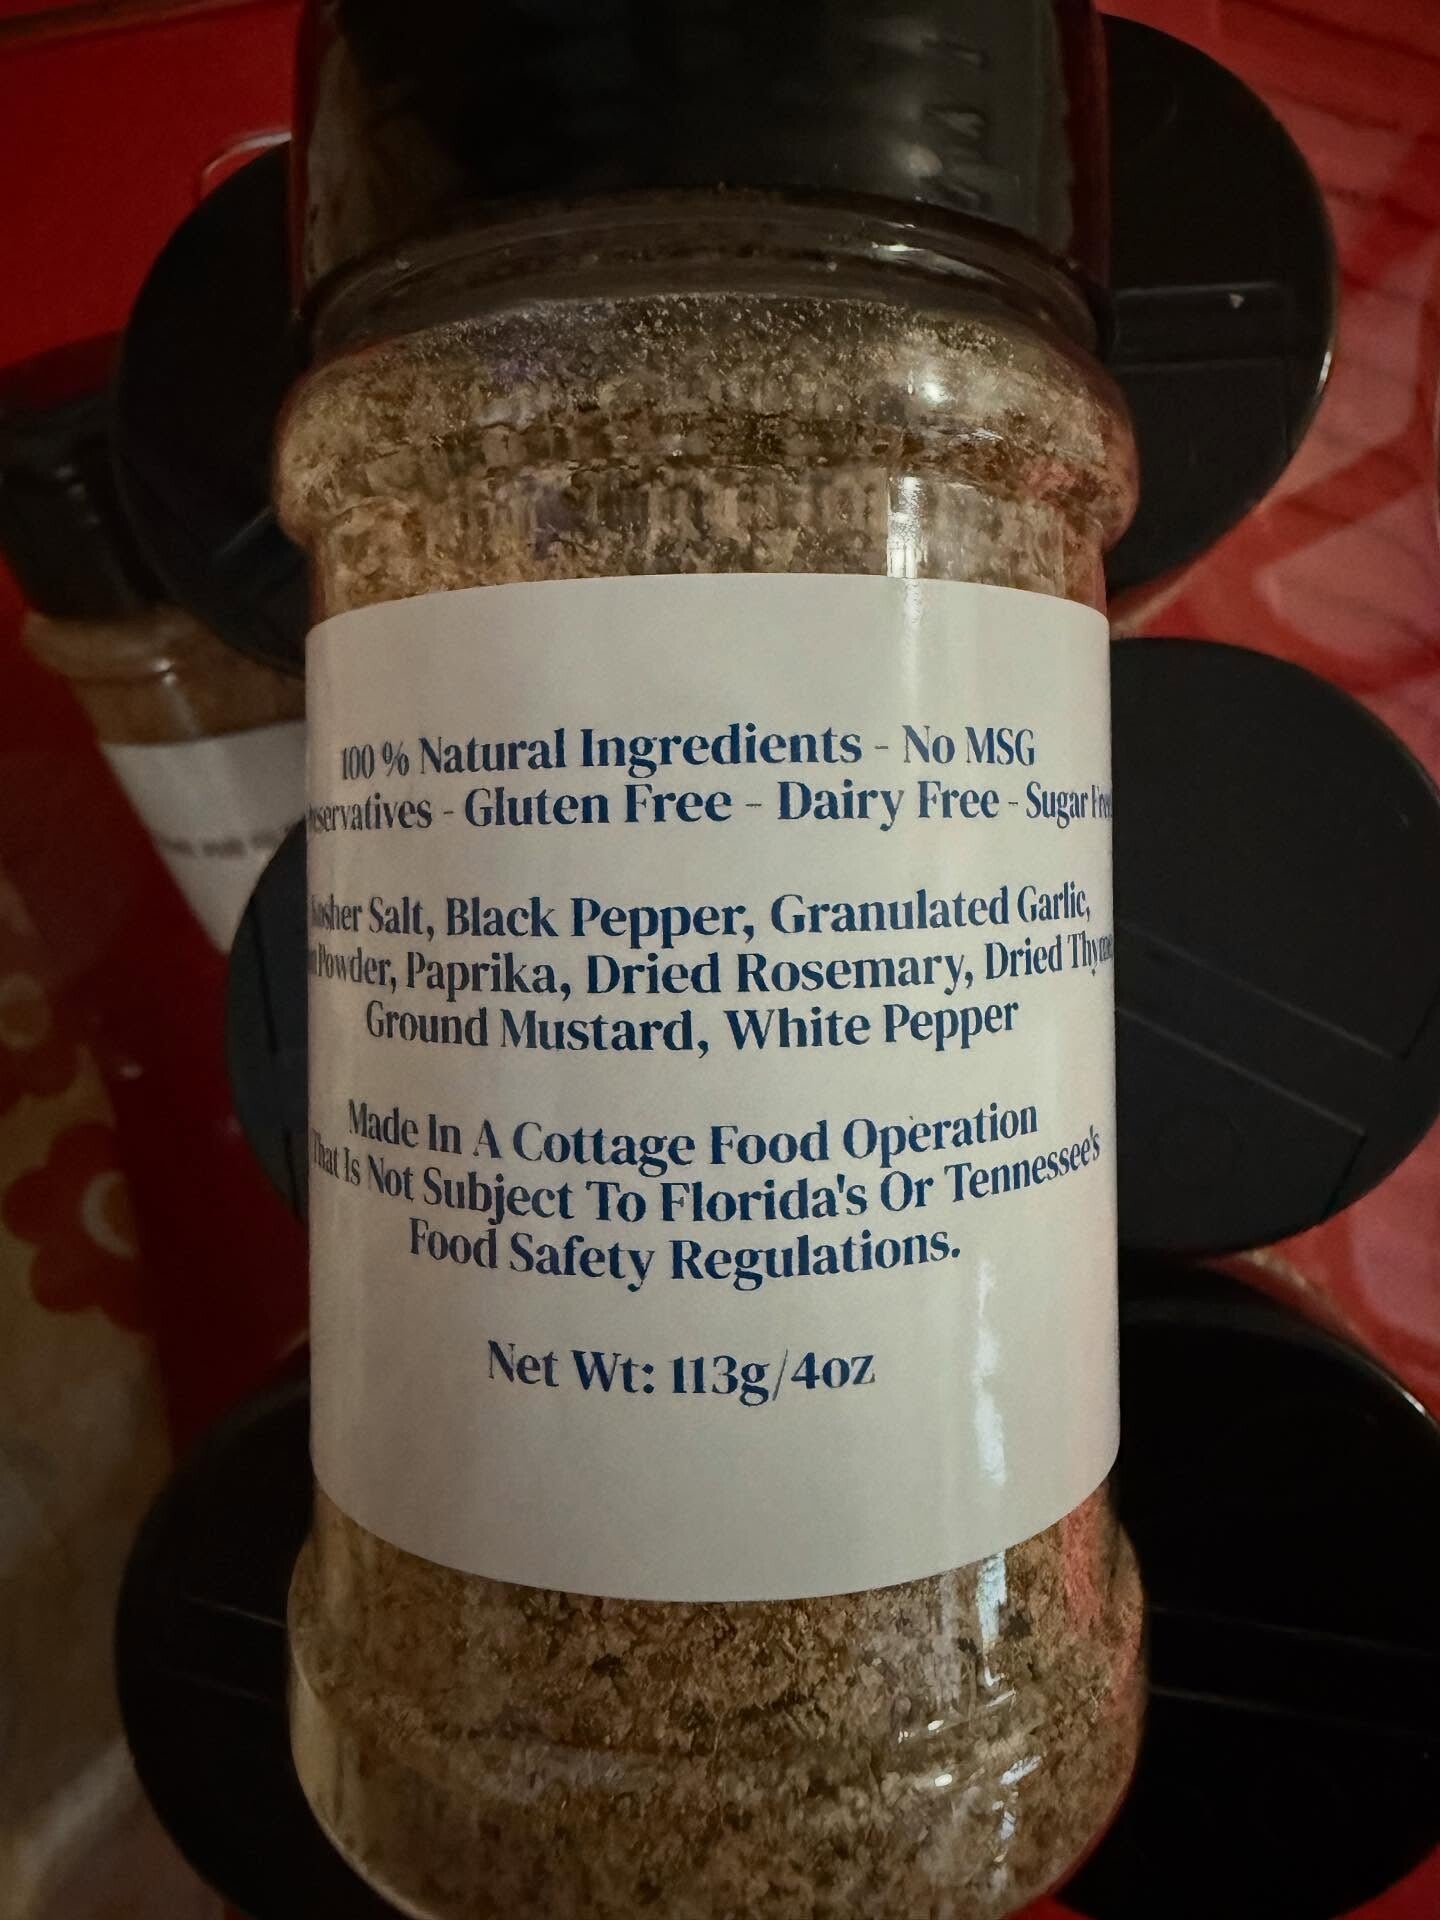 100 % Natural Ingredients - No MSG
Gluten Free - Dairy Free - Sugar Free
Kosher Salt, Black Pepper, Granulated Garlic,
Powder, Paprika, Dried Rosemary, Dried Thyme,
Ground Mustard, White Pepper
Made In A Cottage Food Operation
That Is Not Subject To Florida's Or Tennessee's
Food Safety Regulations.
Net Wt: 113g/4oz